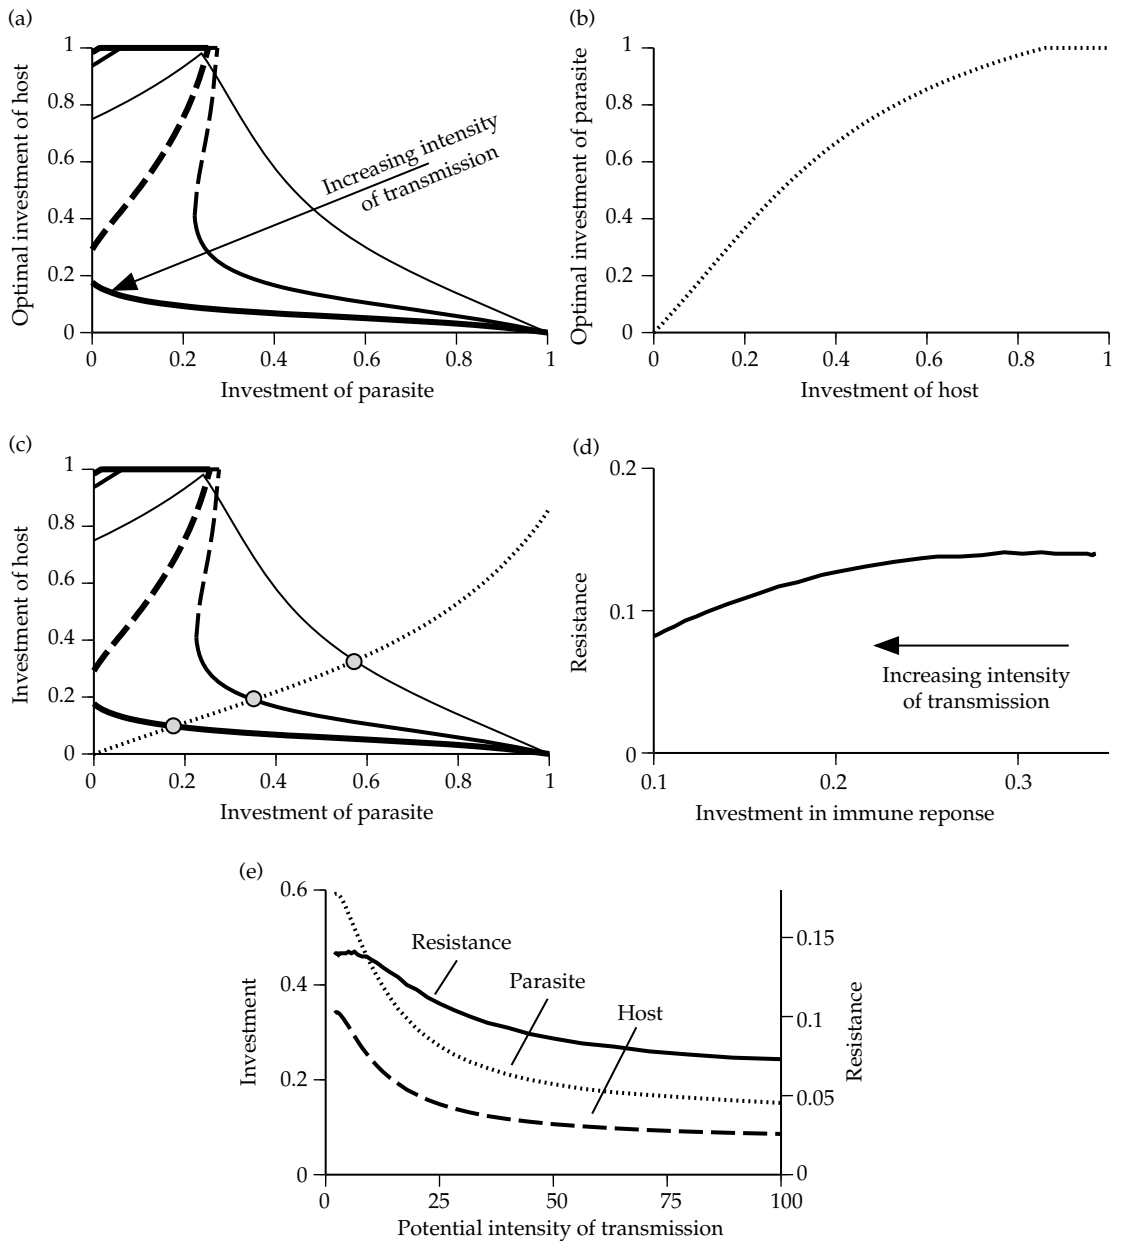 (a)
Optimal investment of host
1
0.8
0.6
0.4
0.2
0
0
0.2
0.4
0.6
0.8
1
Investment of parasite
Increasing intensity
of transmission
(b)
Optimal investment of parasite
1
0.8
0.6
0.4
0.2
0
0
0.2
0.4
0.6
0.8
1
Investment of host
(c)
Investment of host
1
0.8
0.6
0.4
0.2
0
0
0.2
0.4
0.6
0.8
1
Investment of parasite
(d)
Resistance
0.2
0.1
0
0.1
0.2
0.3
Investment in immune reponse
Increasing intensity
of transmission
(e)
Investment
0.6
0.4
0.2
0
Resistance
Parasite
Host
0.15
0.1
0.05
0
Resistance
0
25
50
75
100
Potential intensity of transmission